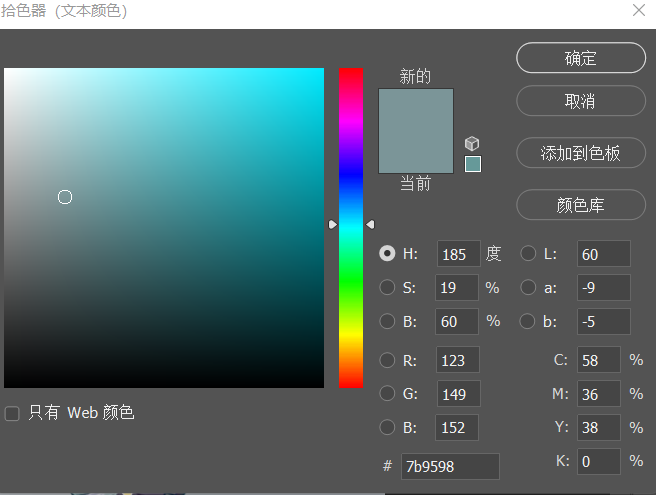 拾色器（文本颜色）
新的
当前
确定
取消
添加到色板
颜色库
H: 185 度
S: 19 %
B: 60 %
R: 123
G: 149
B: 152
# 7b9598
L: 60
a: -9
b: -5
C: 58 %
M: 36 %
Y: 38 %
K: 0 %
只有 Web 颜色